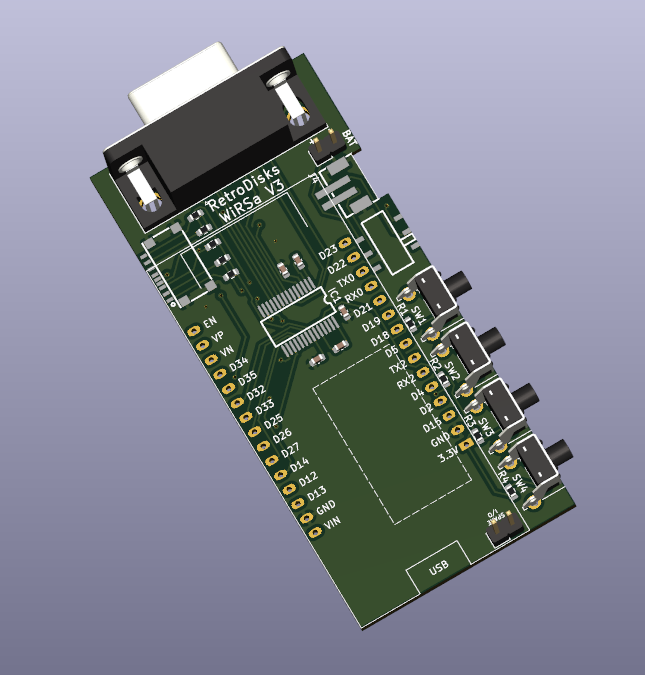 BAT
RetroDisks
WiRSa V3
D23
D22
TX0
RX0
D21
D19
D18
D5
TX2
RX2
D4
D2
D15
GND
3.3V
EN
VP
VN
D34
D35
D32
D33
D25
D26
D27
D14
D12
D13
GND
VIN
IC1
R1
SW1
R2
SW2
R3
SW3
R4
SW4
SPARE
I/O
USB